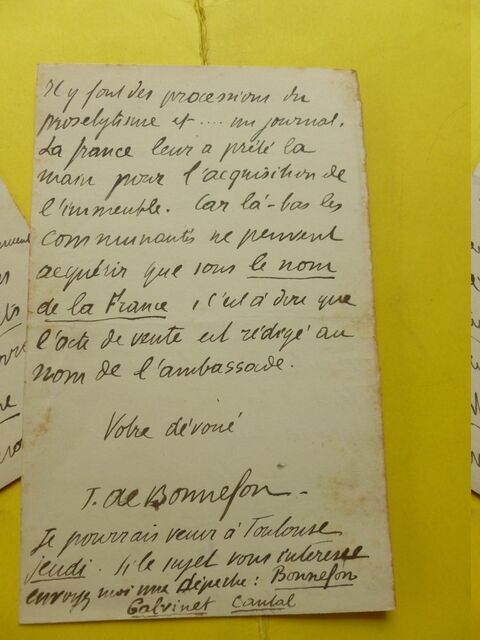 Il y font des processions du
proselytisme et .... un journal.
La france leur a prêté la
main pour l'acquisition de
l'immeuble. Car là-bas les
communautés ne peuvent
acquérir que sous le nom
de la France, c'est à dire que
l'acte de vente est rédigé au
nom de l'ambassade.
Votre dévoué
J. de Bonnefon.
Je pourrais venir à Toulouse
jeudi. Si le sujet vous intéresse
envoyez moi une dépêche : Bonnefon
Calvinet Cantal